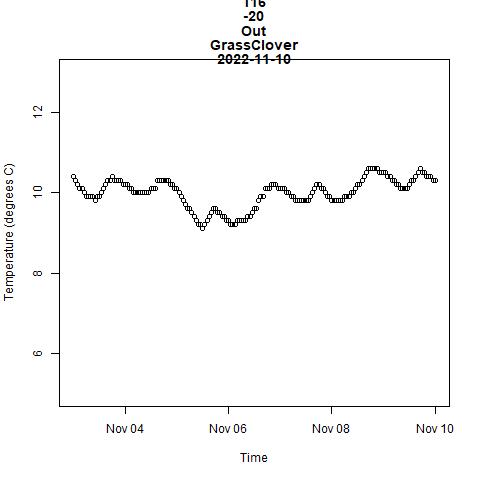 116
-20
Out
GrassClover
2022-11-10
12
10
8
6
Temperature (degrees C)
Nov 04
Nov 06
Nov 08
Nov 10
Time